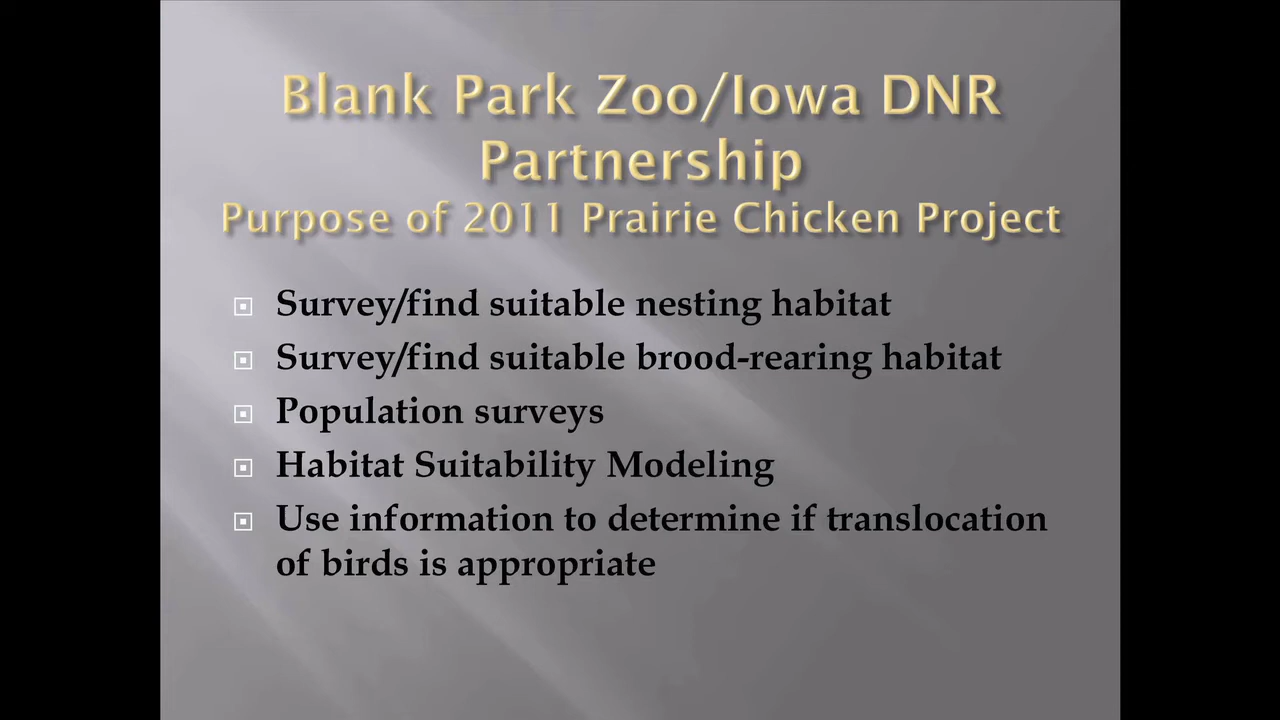 Blank Park Zoo/Iowa DNR
Partnership
Purpose of 2011 Prairie Chicken Project
Survey/find suitable nesting habitat
Survey/find suitable brood-rearing habitat
Population surveys
Habitat Suitability Modeling
Use information to determine if translocation
of birds is appropriate